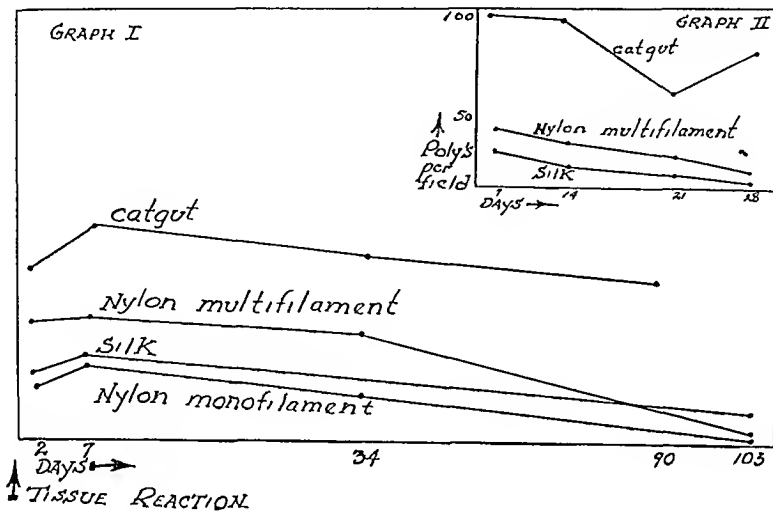 GRAPH I
catgut
Nylon multifilament
Silk
Nylon monofilament
2 7 34 90 103
DAYS
TISSUE REACTION
GRAPH II
100
catgut
50
Nylon multifilament
Poly's
per
field
Silk
7 14 21 28
DAYS